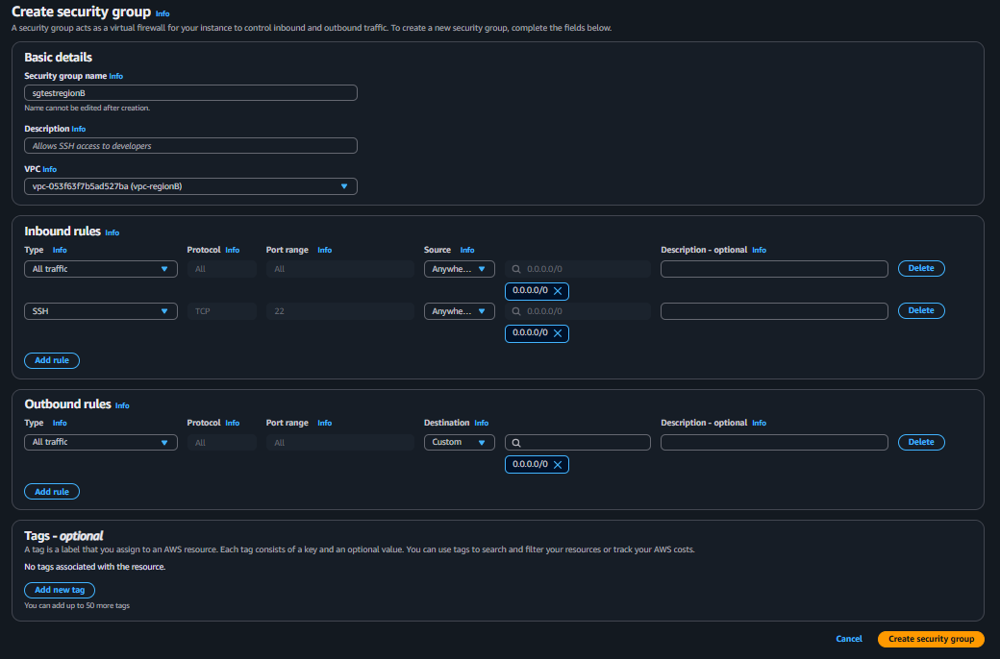 Create security group Info
A security group acts as a virtual firewall for your instance to control inbound and outbound traffic. To create a new security group, complete the fields below.
Basic details
Security group name Info
sgtestregionB
Name cannot be edited after creation.
Description Info
Allows SSH access to developers
VPC Info
vpc-053f63f7b5ad527ba (vpc-regionB)
Inbound rules Info
Type Info Protocol Info Port range Info Source Info Description - optional Info
All traffic All All Anywhe... 0.0.0.0/0 Delete
0.0.0.0/0
SSH TCP 22 Anywhe... 0.0.0.0/0 Delete
0.0.0.0/0
Add rule
Outbound rules Info
Type Info Protocol Info Port range Info Destination Info Description - optional Info
All traffic All All Custom Delete
0.0.0.0/0
Add rule
Tags - optional
A tag is a label that you assign to an AWS resource. Each tag consists of a key and an optional value. You can use tags to search and filter your resources or track your AWS costs.
No tags associated with the resource.
Add new tag
You can add up to 50 more tags
Cancel Create security group